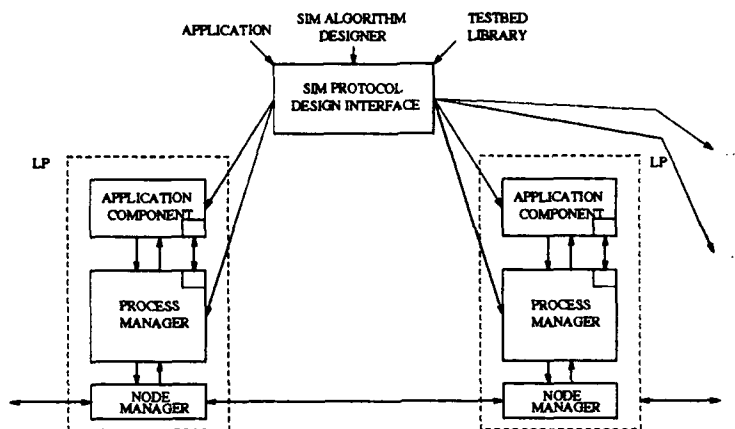 SIM ALGORITHM
DESIGNER
APPLICATION
TESTBED
LIBRARY
SIM PROTOCOL
DESIGN INTERFACE
LP
APPLICATION
COMPONENT
PROCESS
MANAGER
NODE
MANAGER
LP
APPLICATION
COMPONENT
PROCESS
MANAGER
NODE
MANAGER